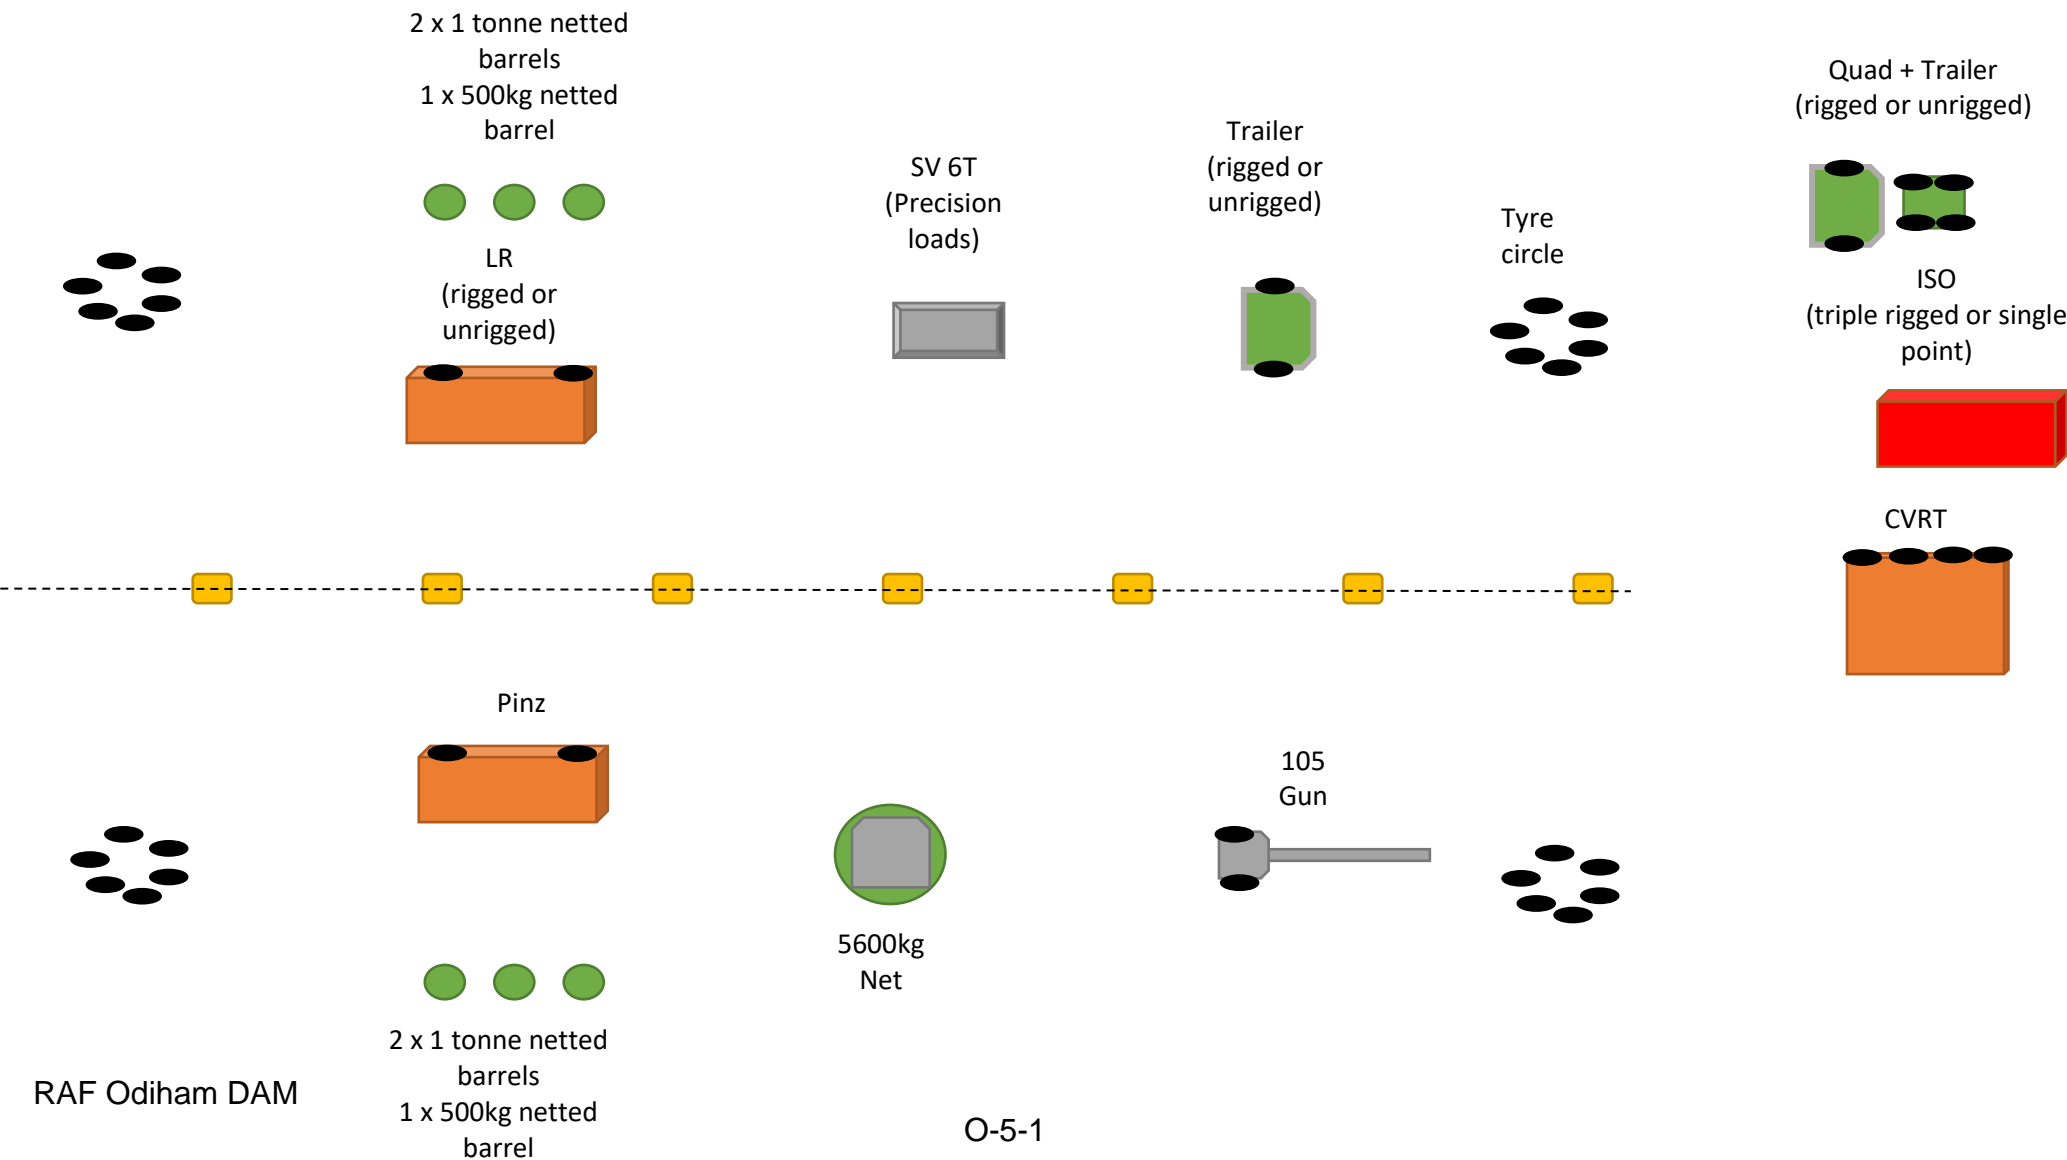 2 x 1 tonne netted
barrels
1 x 500kg netted
barrel
Quad + Trailer
(rigged or unrigged)
Trailer
(rigged or
unrigged)
SV 6T
(Precision
loads)
Tyre
circle
LR
(rigged or
unrigged)
ISO
(triple rigged or single
point)
CVRT
Pinz
105
Gun
5600kg
Net
2 x 1 tonne netted
barrels
1 x 500kg netted
barrel
RAF Odiham DAM
O-5-1